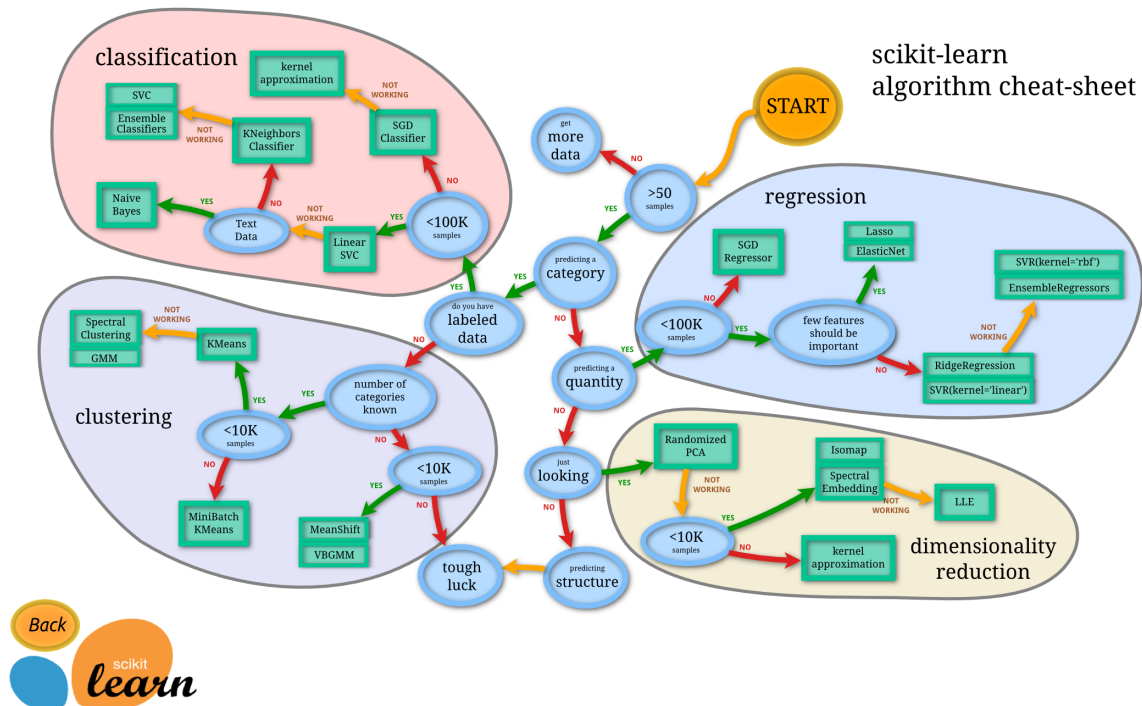 scikit-learn
algorithm cheat-sheet
START
get
more
data
NO
>50
samples
YES
predicting a
category
YES
NO
do you have
labeled
data
YES
NO
predicting a
quantity
YES
NO
just
looking
YES
NO
predicting
structure
tough
luck
classification
kernel
approximation
NOT
WORKING
SGD
Classifier
NO
<100K
samples
YES
Linear
SVC
NOT
WORKING
Text
Data
YES
NO
Naive
Bayes
KNeighbors
Classifier
NOT
WORKING
SVC
Ensemble
Classifiers
clustering
number of
categories
known
YES
NO
<10K
samples
YES
NO
KMeans
NOT
WORKING
Spectral
Clustering
GMM
MiniBatch
KMeans
<10K
samples
YES
NO
MeanShift
VBGMM
regression
<100K
samples
NO
YES
SGD
Regressor
few features
should be
important
YES
NO
Lasso
ElasticNet
RidgeRegression
SVR(kernel='linear')
NOT
WORKING
SVR(kernel='rbf')
EnsembleRegressors
dimensionality
reduction
Randomized
PCA
NOT
WORKING
<10K
samples
YES
NO
Isomap
Spectral
Embedding
NOT
WORKING
LLE
kernel
approximation
Back
scikit
learn